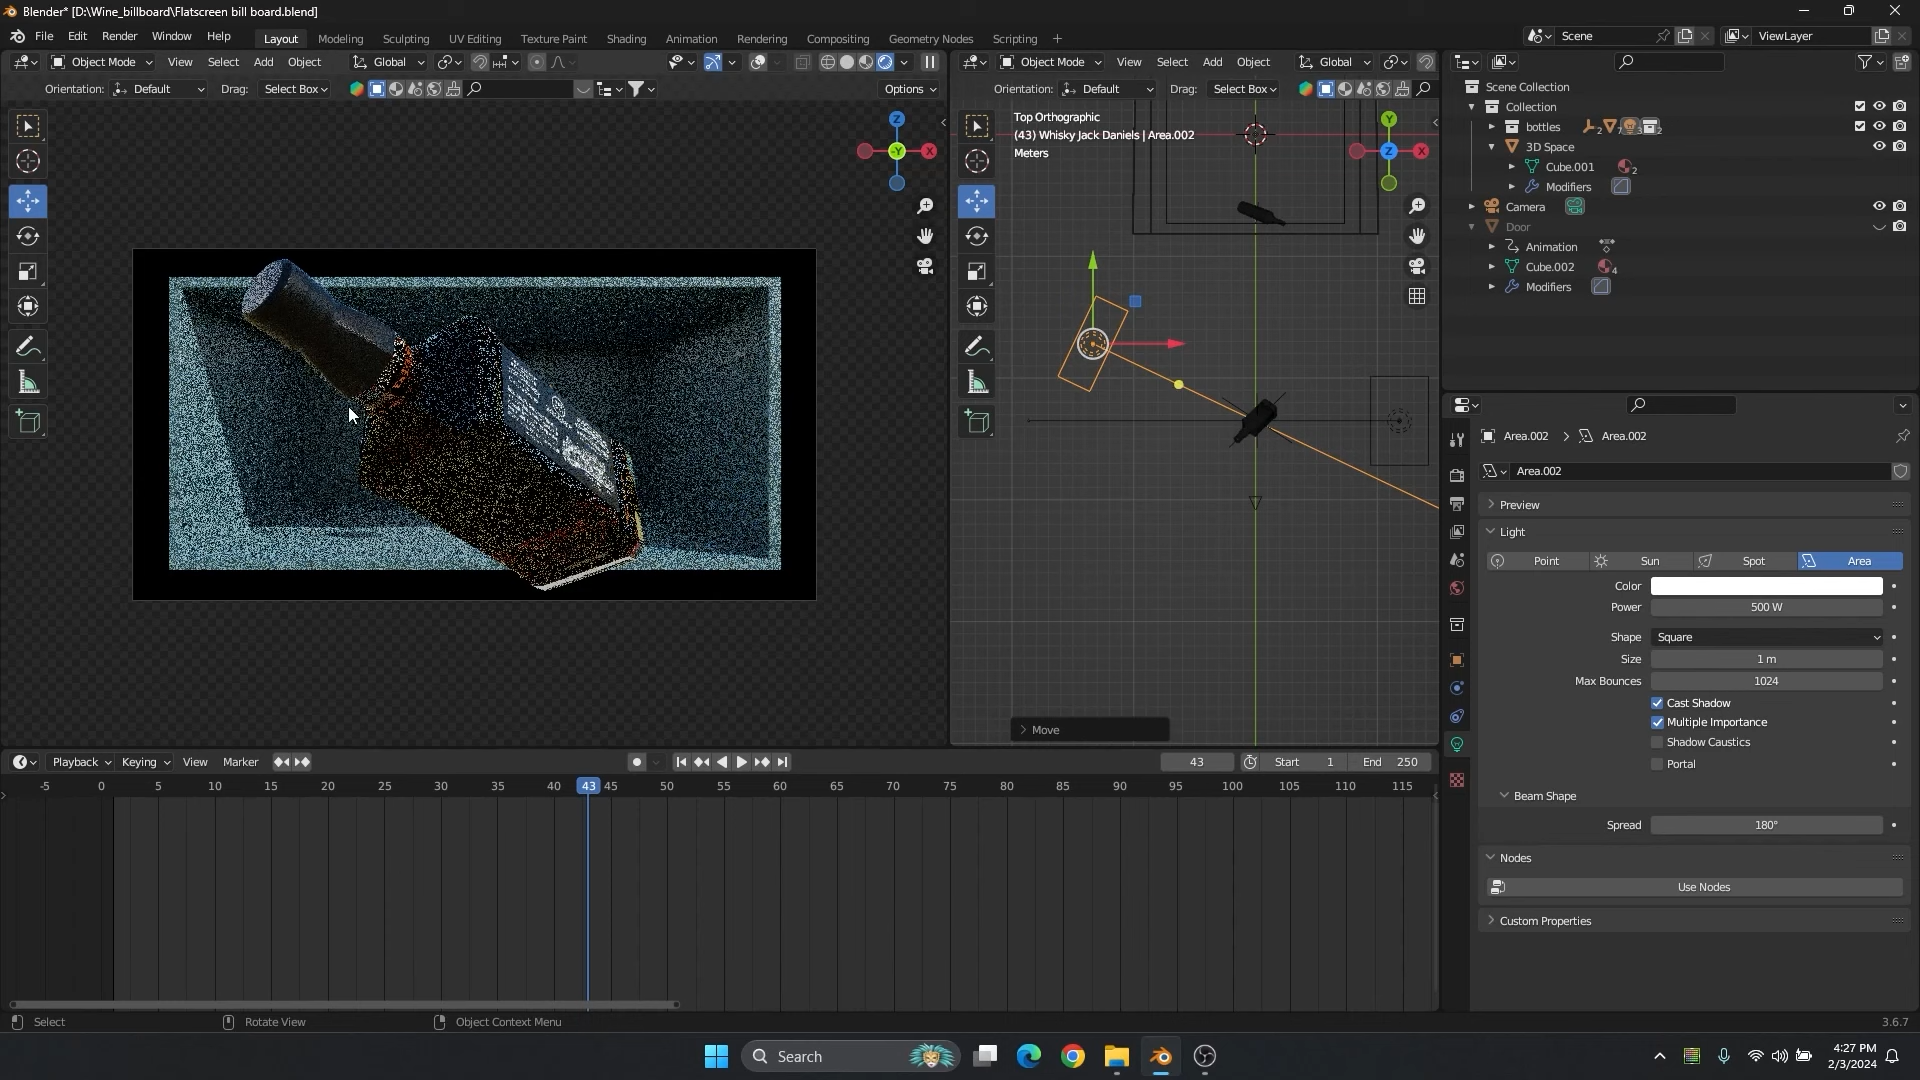 Blender* [D:\Wine_billboard\Flatscreen bill board.blend]
File Edit Render Window Help
Layout Modeling Sculpting UV Editing Texture Paint Shading Animation Rendering Compositing Geometry Nodes Scripting
Scene ViewLayer
Object Mode View Select Add Object Global
Object Mode View Select Add Object Global
Orientation: Default Drag: Select Box Options
Orientation: Default Drag: Select Box
Z
X
-Y
Top Orthographic
(43) Whisky Jack Daniels | Area.002
Meters
Y
Z
X
Scene Collection
Collection
bottles 2 7 3 2
3D Space
Cube.001 2
Modifiers
Camera
Door
Animation
Cube.002 4
Modifiers
Area.002 Area.002
Area.002
Preview
Light
Point Sun Spot Area
Color
Power 500 W
Shape Square
Size 1 m
Max Bounces 1024
Cast Shadow
Multiple Importance
Shadow Caustics
Portal
Beam Shape
Spread 180°
Nodes
Use Nodes
Custom Properties
Move
Playback Keying View Marker 43 Start 1 End 250
-5 0 5 10 15 20 25 30 35 40 43 45 50 55 60 65 70 75 80 85 90 95 100 105 110 115
Select Rotate View Object Context Menu 3.6.7
Search
4:27 PM
2/3/2024